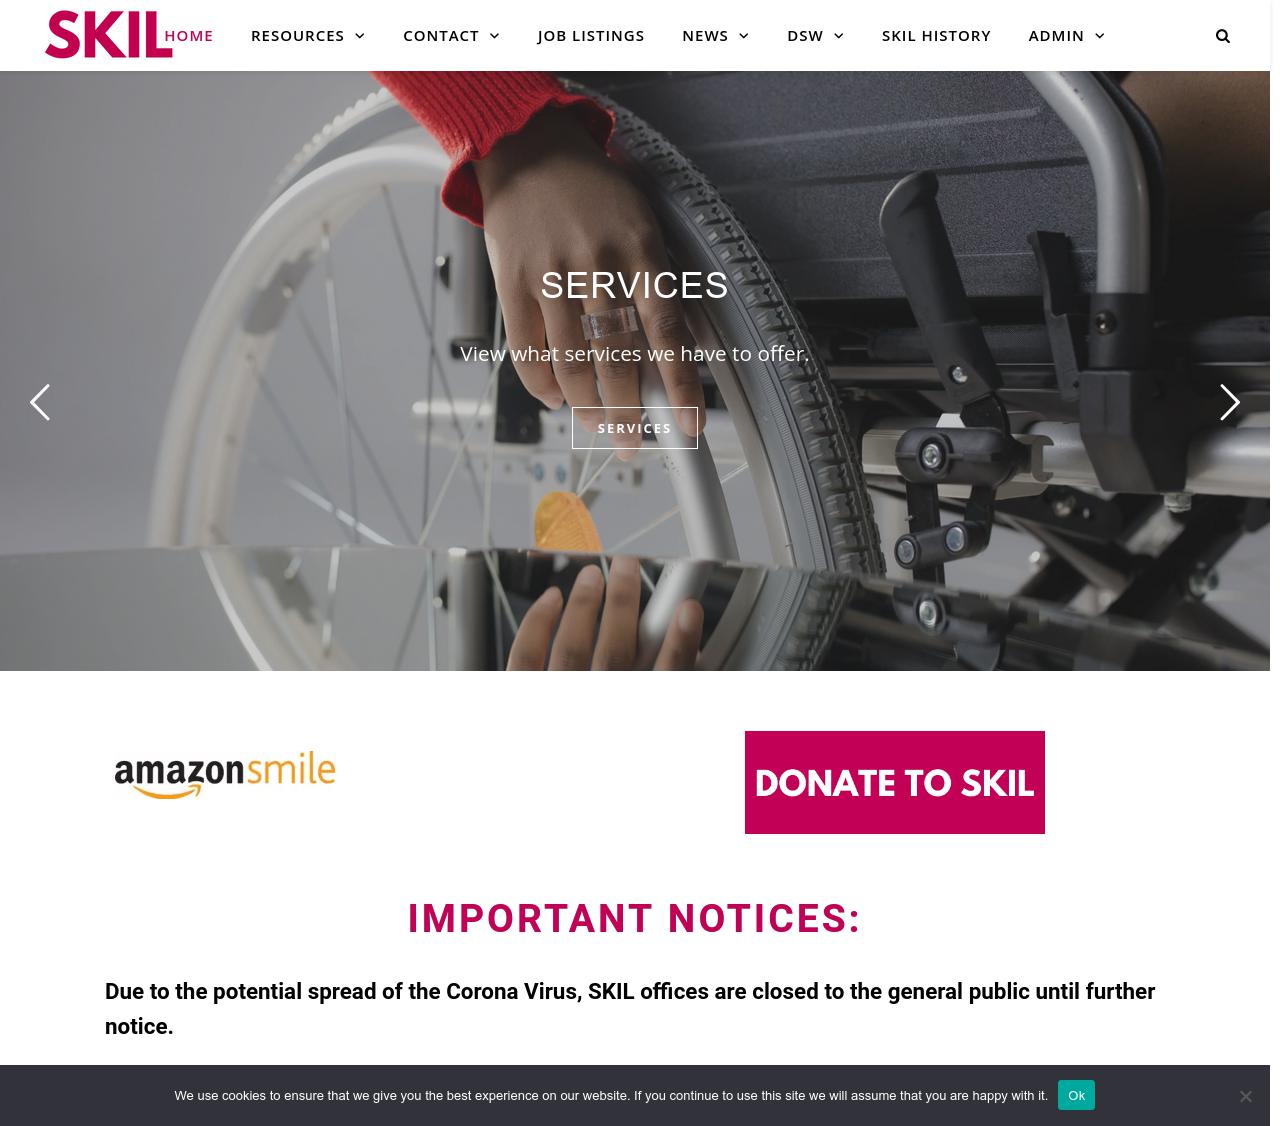 SKIL
HOME RESOURCES CONTACT JOB LISTINGS NEWS DSW SKIL HISTORY ADMIN
SERVICES
View what services we have to offer.
SERVICES
amazonsmile
DONATE TO SKIL
IMPORTANT NOTICES:
Due to the potential spread of the Corona Virus, SKIL offices are closed to the general public until further
notice.
We use cookies to ensure that we give you the best experience on our website. If you continue to use this site we will assume that you are happy with it. Ok